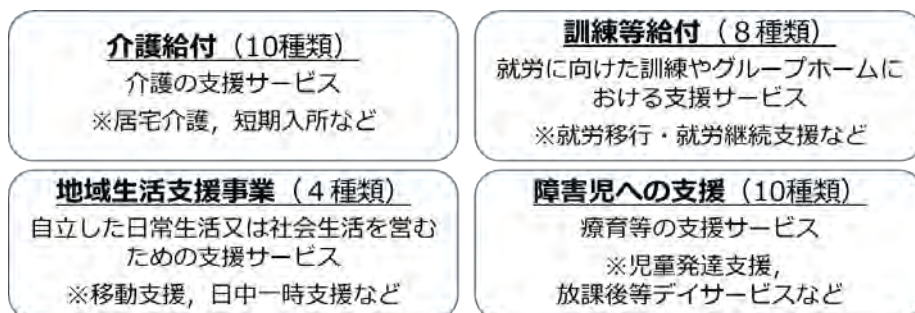 介護給付（10種類）
介護の支援サービス
※居宅介護，短期入所など
訓練等給付（８種類）
就労に向けた訓練やグループホームに
おける支援サービス
※就労移行・就労継続支援など
地域生活支援事業（４種類）
自立した日常生活又は社会生活を営む
ための支援サービス
※移動支援，日中一時支援など
障害児への支援（10種類）
療育等の支援サービス
※児童発達支援，
放課後等デイサービスなど